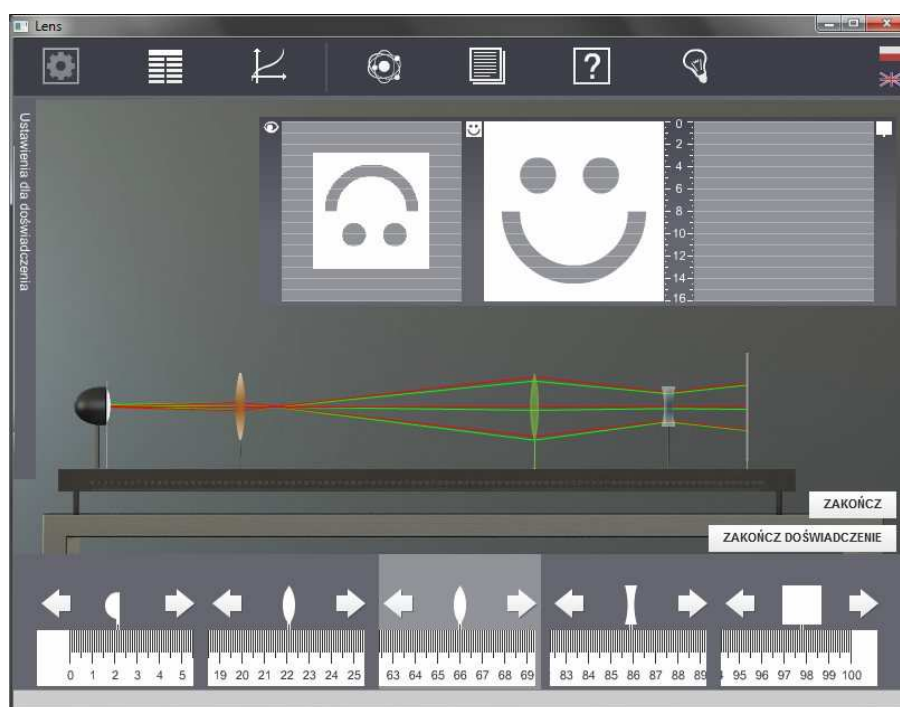 Lens
?
Ustawienia dla doświadczenia
0
2
4
6
8
10
12
14
16
ZAKOŃCZ
ZAKOŃCZ DOŚWIADCZENIE
0 1 2 3 4 5
19 20 21 22 23 24 25
63 64 65 66 67 68 69
83 84 85 86 87 88 89
95 96 97 98 99 100